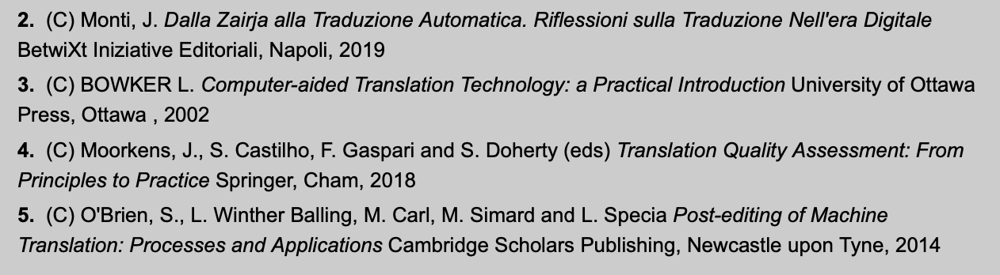 2. (C) Monti, J. Dalla Zairja alla Traduzione Automatica. Riflessioni sulla Traduzione Nell'era Digitale
BetwiXt Iniziative Editoriali, Napoli, 2019
3. (C) BOWKER L. Computer-aided Translation Technology: a Practical Introduction University of Ottawa
Press, Ottawa , 2002
4. (C) Moorkens, J., S. Castilho, F. Gaspari and S. Doherty (eds) Translation Quality Assessment: From
Principles to Practice Springer, Cham, 2018
5. (C) O'Brien, S., L. Winther Balling, M. Carl, M. Simard and L. Specia Post-editing of Machine
Translation: Processes and Applications Cambridge Scholars Publishing, Newcastle upon Tyne, 2014